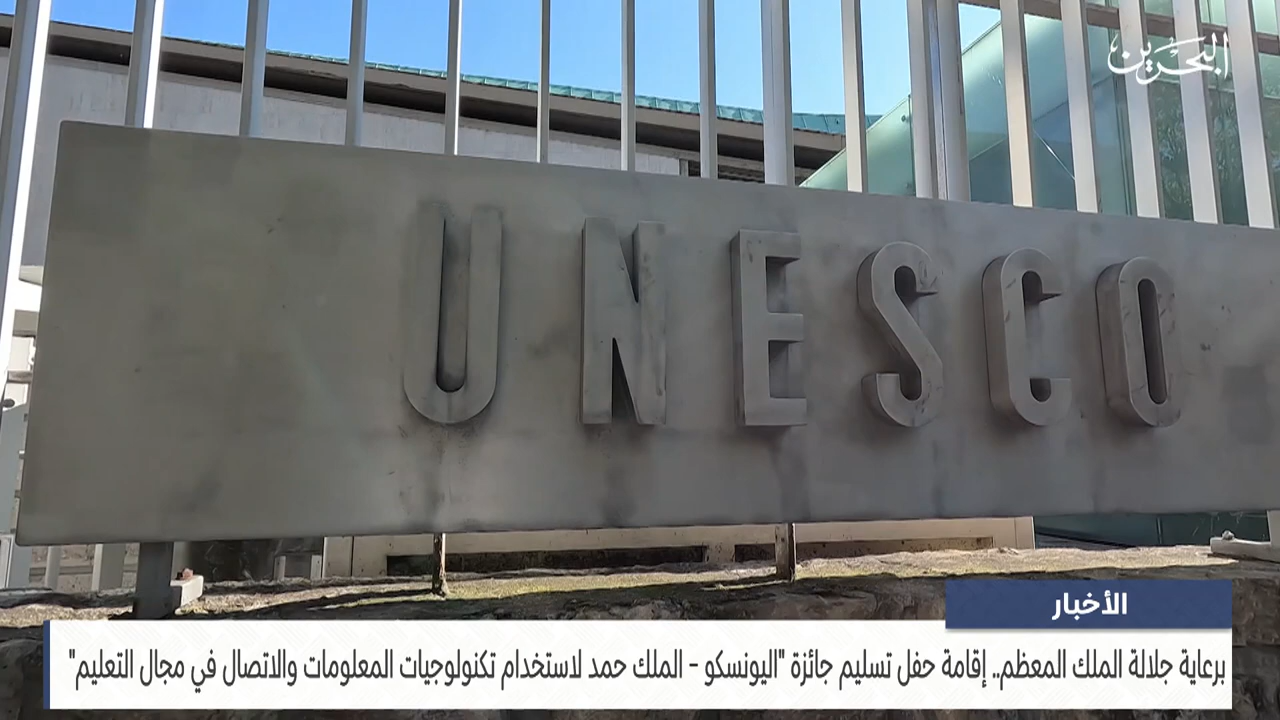 البحرين
UNESCO
الأخبار
برعاية جلالة الملك المعظم.. إقامة حفل تسليم جائزة "اليونسكو - الملك حمد لاستخدام تكنولوجيات المعلومات والاتصال في مجال التعليم"